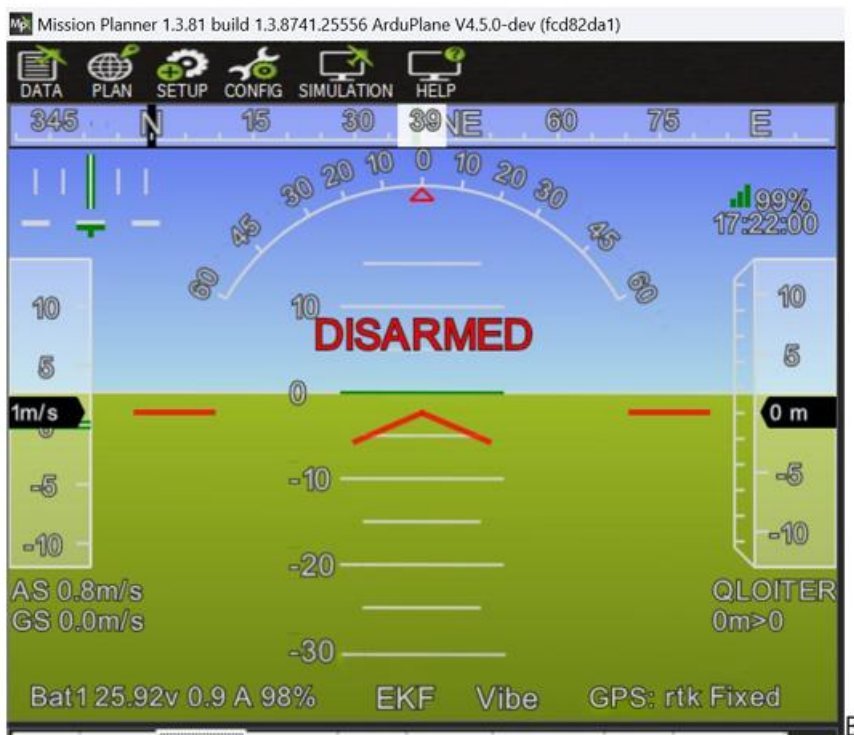 Mission Planner 1.3.81 build 1.3.8741.25556 ArduPlane V4.5.0-dev (fcd82da1)
DATA PLAN SETUP CONFIG SIMULATION HELP
345 N 15 30 39 NE 60 75 E
60 45 30 20 10 0 10 20 30 45 60
99%
17:22:00
10 10 10
DISARMED
5 5
0
1m/s 0 m
-5 -10 -5
-10 -20 -10
AS 0.8m/s QLOITER
GS 0.0m/s 0m>0
-30
Bat1 25.92v 0.9 A 98% EKF Vibe GPS: rtk Fixed